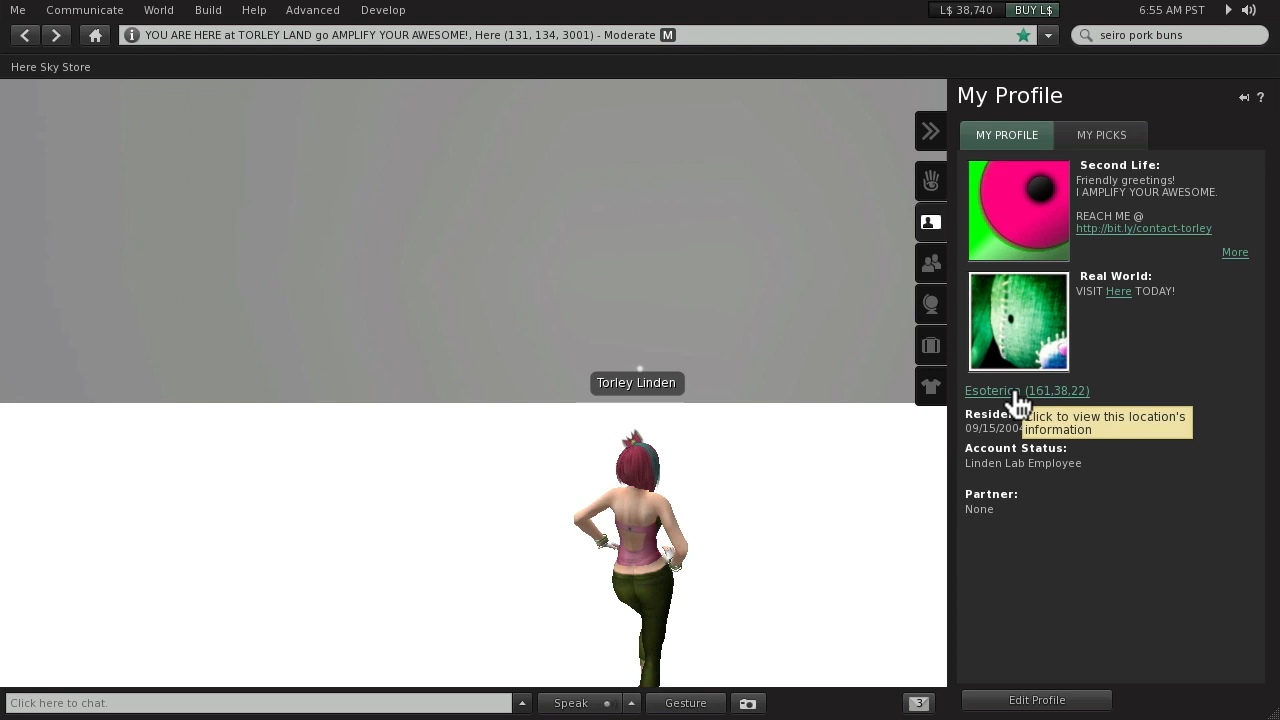 Me Communicate World Build Help Advanced Develop L$ 38,740 BUY L$ 6:55 AM PST
YOU ARE HERE at TORLEY LAND go AMPLIFY YOUR AWESOME!, Here (131, 134, 3001) - Moderate M seiro pork buns
Here Sky Store
My Profile
?
MY PROFILE MY PICKS
Second Life:
Friendly greetings!
I AMPLIFY YOUR AWESOME.
REACH ME @
http://bit.ly/contact-torley
More
Real World:
VISIT Here TODAY!
Torley Linden
Esoterica (161,38,22)
Click to view this location's
information
Reside
09/15/2004
Account Status:
Linden Lab Employee
Partner:
None
Click here to chat. Speak Gesture 3 Edit Profile